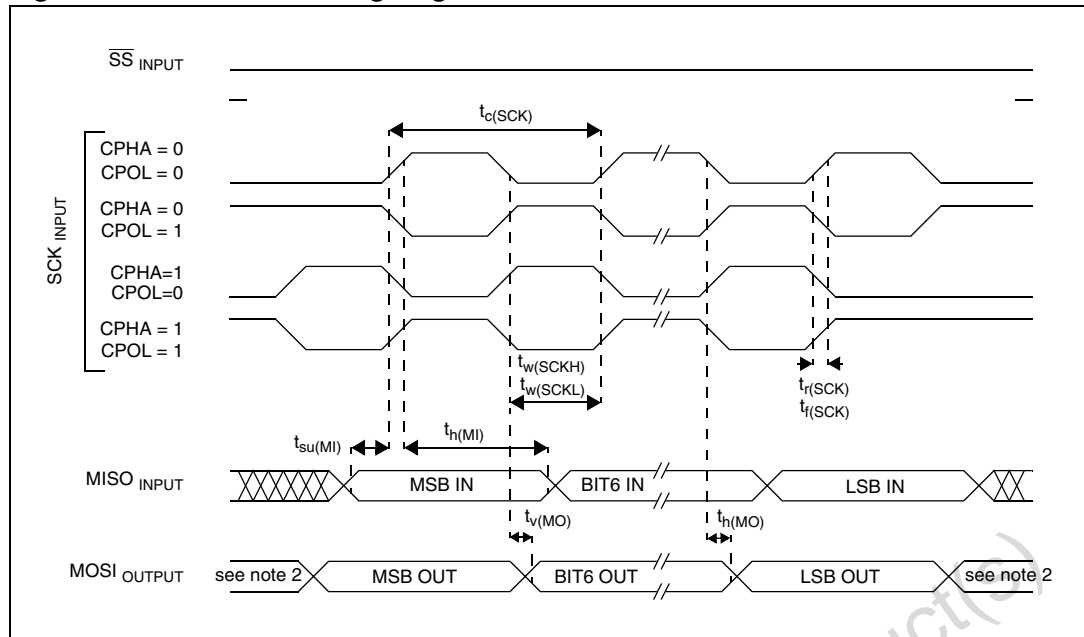 SS INPUT
tc(SCK)
SCK INPUT
CPHA = 0
CPOL = 0
CPHA = 0
CPOL = 1
CPHA=1
CPOL=0
CPHA = 1
CPOL = 1
tw(SCKH)
tw(SCKL)
tr(SCK)
tf(SCK)
tsu(MI)
th(MI)
MISO INPUT
MSB IN
BIT6 IN
LSB IN
tv(MO)
th(MO)
MOSI OUTPUT
see note 2
MSB OUT
BIT6 OUT
LSB OUT
see note 2